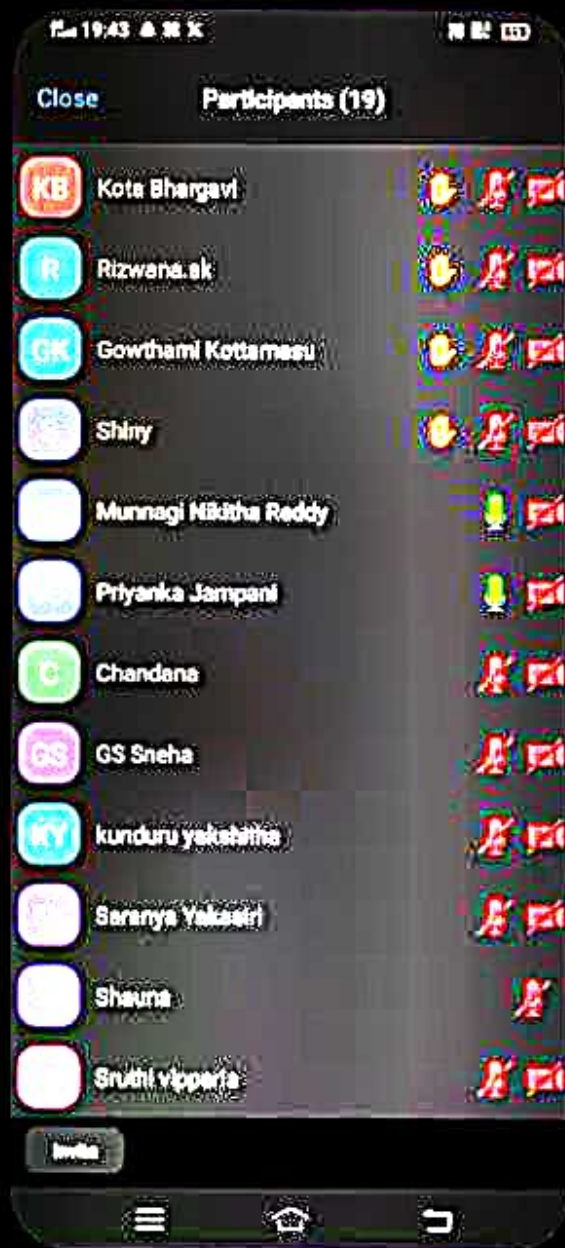 19:43
Close Participants (19)
KB Kota Bhargavi
R Rizwana.sk
GK Gowthami Kottamasu
Shiny
Munnagi Nikitha Reddy
Priyanka Jampani
C Chandana
GS GS Sneha
KY kunduru yakshitha
Saranya Yakasiri
Shauna
Sruthi vipparla
Invite